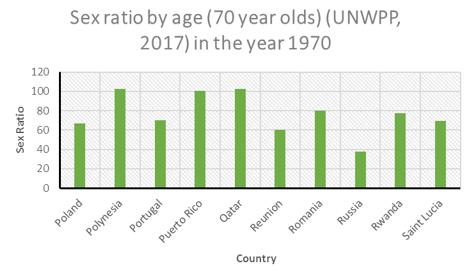 Sex ratio by age (70 year olds) (UNWPP,
2017) in the year 1970
120
100
80
60
40
20
0
Sex Ratio
Poland
Polynesia
Portugal
Puerto Rico
Qatar
Reunion
Romania
Russia
Rwanda
Saint Lucia
Country